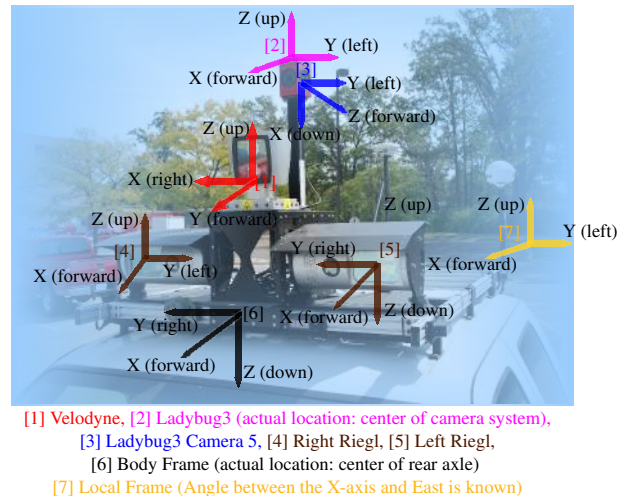 Z (up)
[2]
Y (left)
X (forward)
[3]
Y (left)
Z (forward)
Z (up)
X (down)
X (right)
[1]
Y (forward)
Z (up)
Z (up)
Z (up)
[4]
Y (left)
X (forward)
Y (right)
[5]
[7]
Y (left)
X (forward)
X (forward)
Z (down)
Y (right)
[6]
X (forward)
Z (down)
[1] Velodyne, [2] Ladybug3 (actual location: center of camera system),
[3] Ladybug3 Camera 5, [4] Right Riegl, [5] Left Riegl,
[6] Body Frame (actual location: center of rear axle)
[7] Local Frame (Angle between the X-axis and East is known)